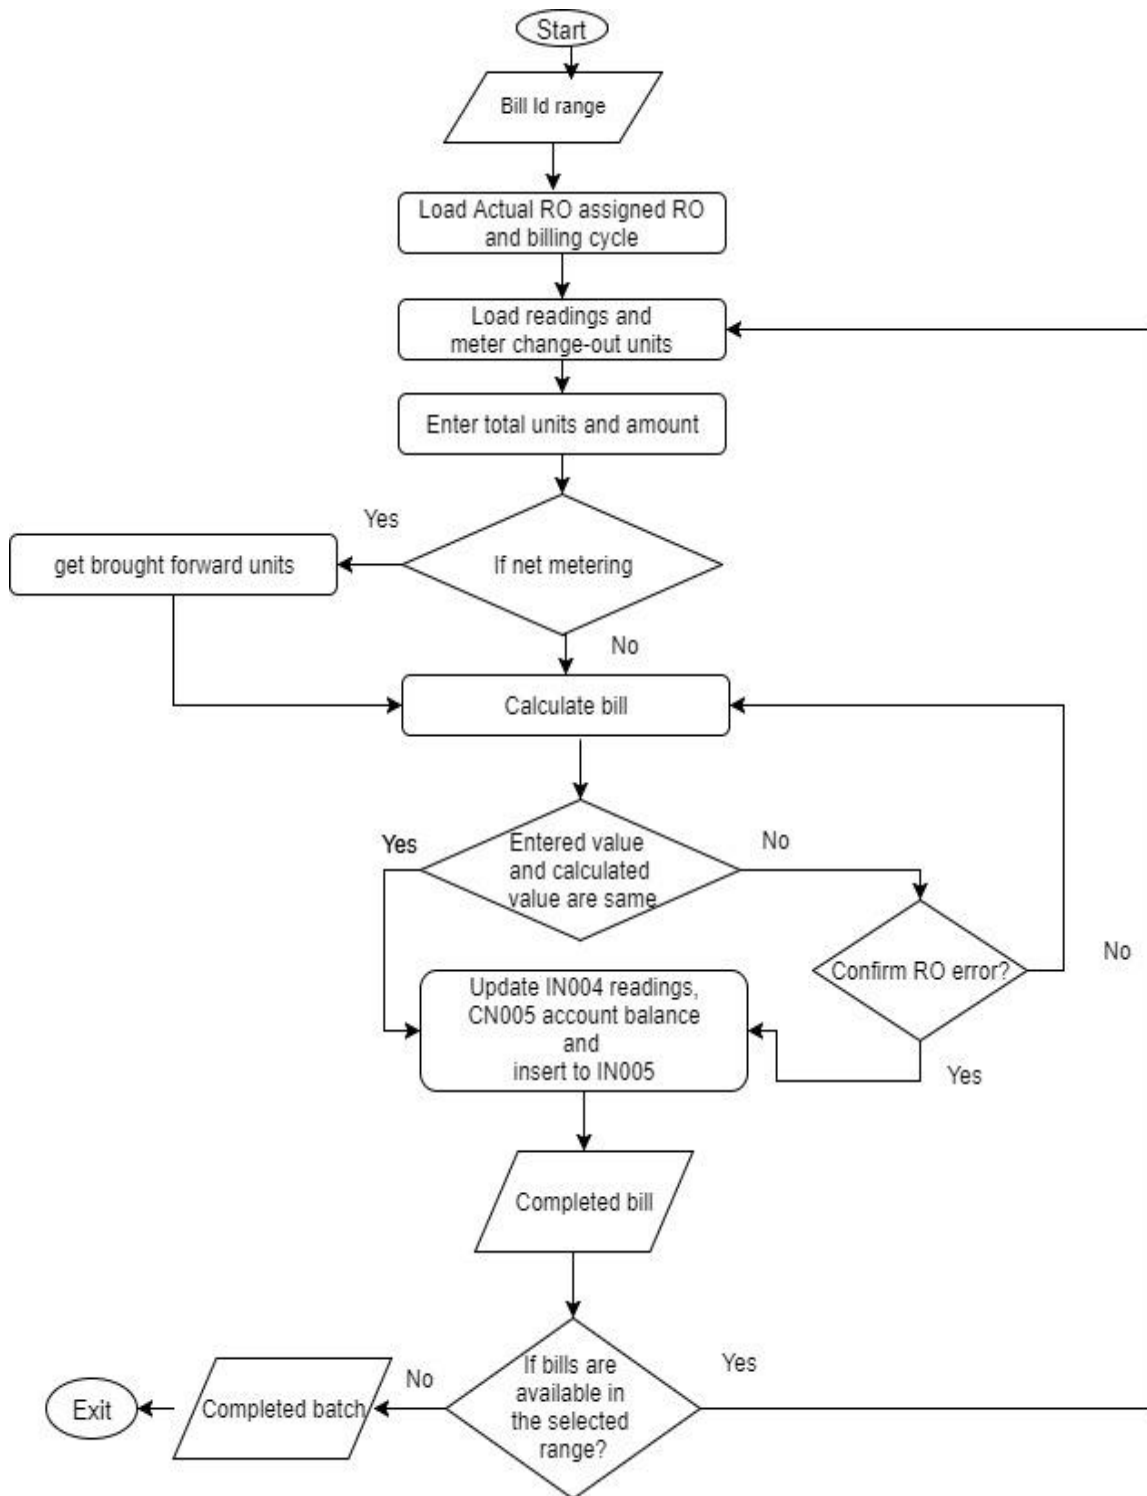 Start
Bill Id range
Load Actual RO assigned RO
and billing cycle
Load readings and
meter change-out units
Enter total units and amount
Yes
If net metering
get brought forward units
No
Calculate bill
Yes
Entered value
and calculated
value are same
No
Confirm RO error?
No
Update IN004 readings,
CN005 account balance
and
insert to IN005
Yes
Completed bill
If bills are
available in
the selected
range?
Yes
No
Completed batch
Exit